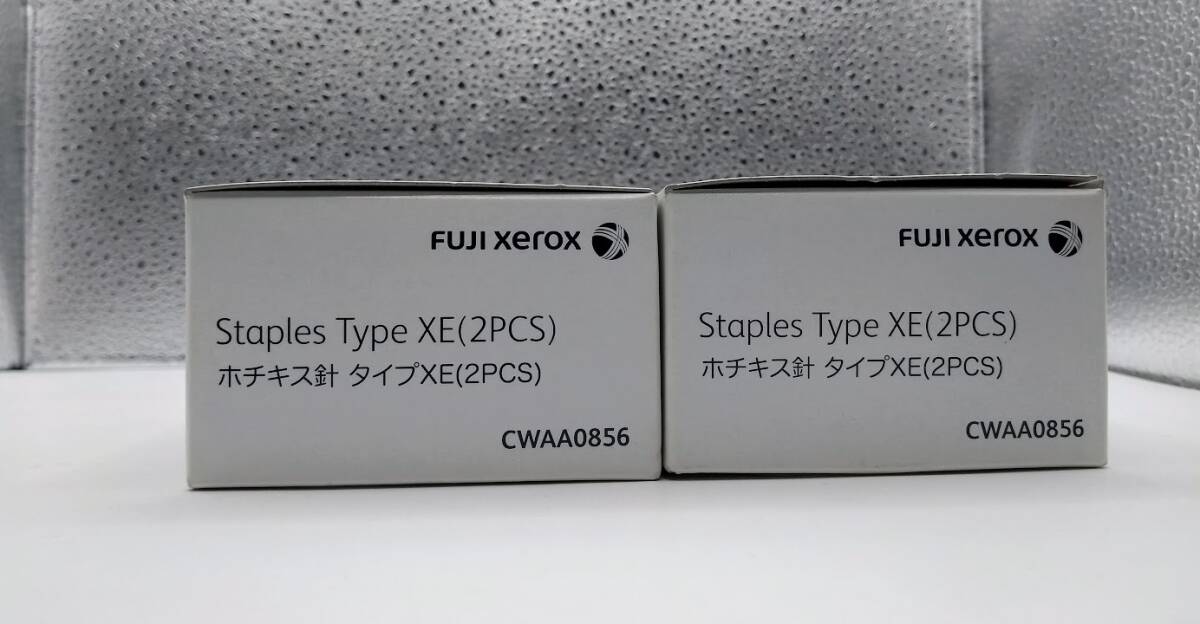 FUJI xerox
Staples Type XE(2PCS)
ホチキス針 タイプXE(2PCS)
CWAA0856
FUJI xerox
Staples Type XE(2PCS)
ホチキス針 タイプXE(2PCS)
CWAA0856